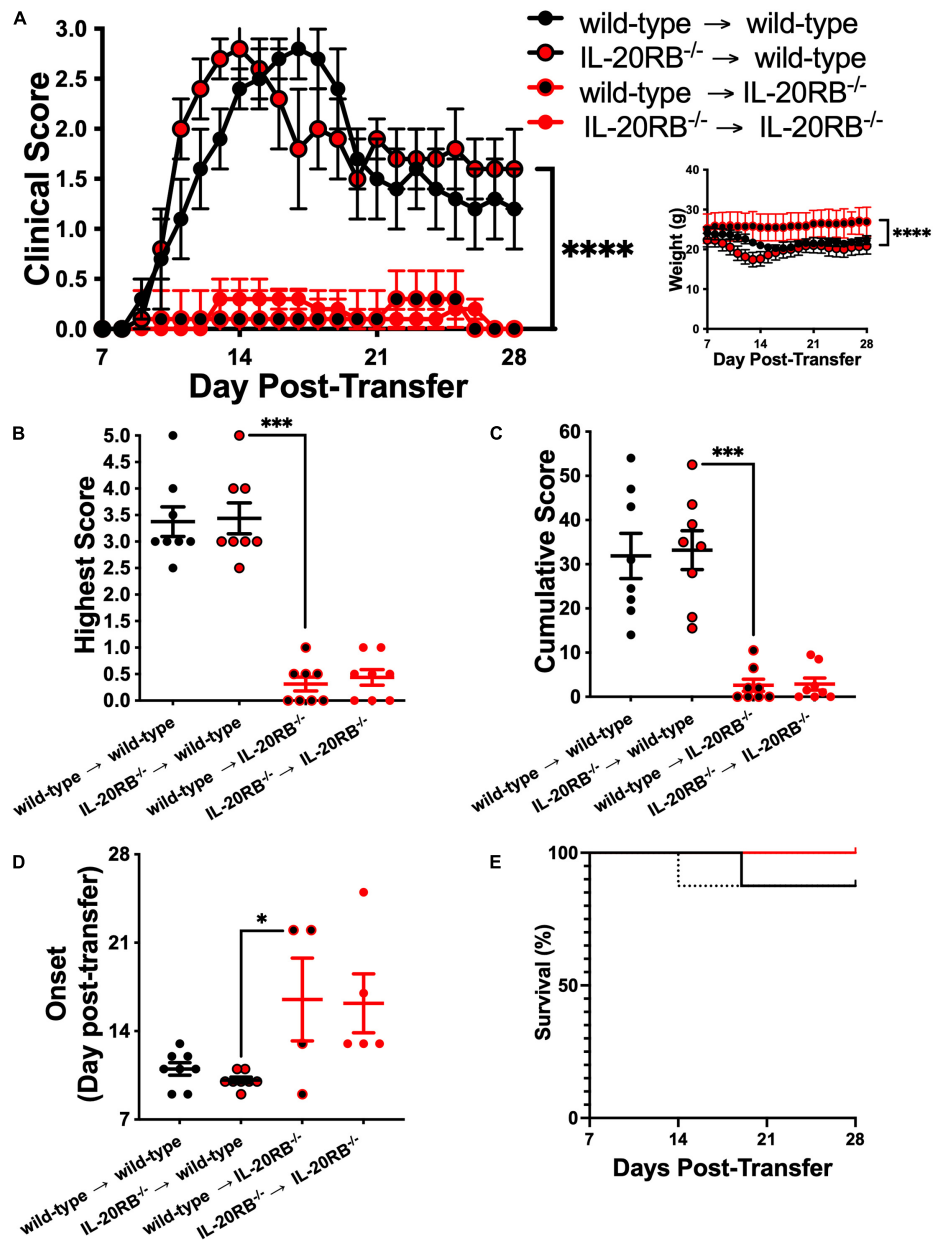 A
wild-type → wild-type
IL-20RB-/- → wild-type
wild-type → IL-20RB-/-
IL-20RB-/- → IL-20RB-/-
Clinical Score
3.0
2.5
2.0
1.5
1.0
0.5
0.0
7 14 21 28
Day Post-Transfer
****
Weight (g)
40
30
20
10
0
7 14 21 28
Day Post-Transfer
****
B
Highest Score
5.0
4.5
4.0
3.5
3.0
2.5
2.0
1.5
1.0
0.5
0.0
***
wild-type → wild-type
IL-20RB-/- → wild-type
wild-type → IL-20RB-/-
IL-20RB-/- → IL-20RB-/-
C
Cumulative Score
60
50
40
30
20
10
0
***
wild-type → wild-type
IL-20RB-/- → wild-type
wild-type → IL-20RB-/-
IL-20RB-/- → IL-20RB-/-
D
Onset
(Day post-transfer)
28
21
14
7
*
wild-type → wild-type
IL-20RB-/- → wild-type
wild-type → IL-20RB-/-
IL-20RB-/- → IL-20RB-/-
E
Survival (%)
100
50
0
7 14 21 28
Days Post-Transfer